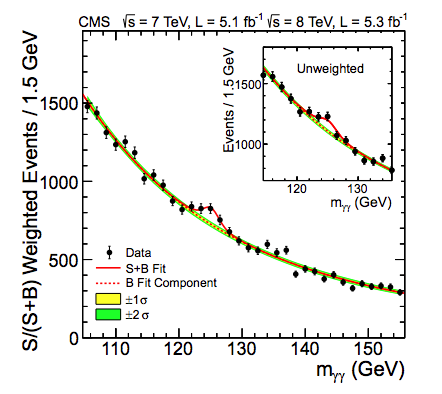 CMS √s = 7 TeV, L = 5.1 fb⁻¹ √s = 8 TeV, L = 5.3 fb⁻¹
S/(S+B) Weighted Events / 1.5 GeV
1500
1000
500
0
Unweighted
Events / 1.5 GeV
1500
1000
120 130
mγγ (GeV)
Data
S+B Fit
B Fit Component
±1σ
±2 σ
110 120 130 140 150
mγγ (GeV)